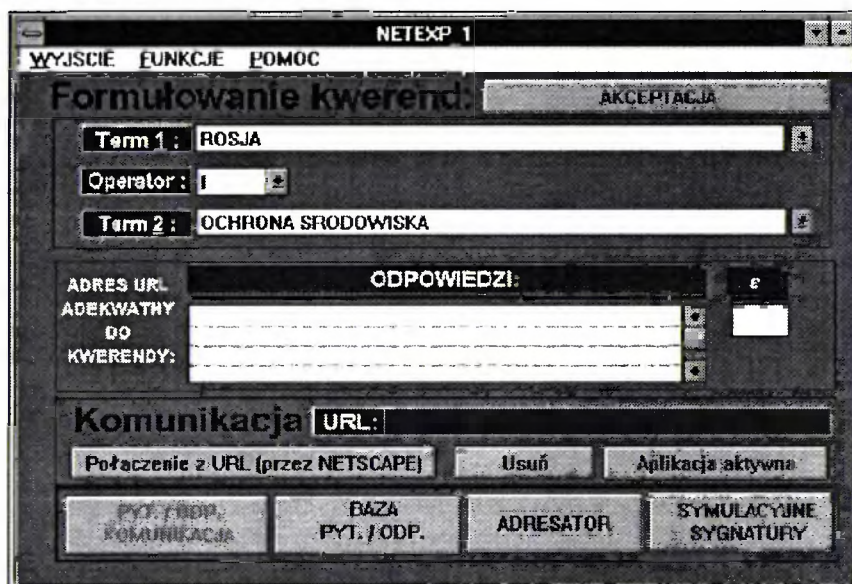 NETEXP_1
WYJSCIE FUNKCJE POMOC
Formułowanie kwerend: AKCEPTACJA
Term 1 : ROSJA
Operator : I
Term 2 : OCHRONA SRODOWISKA
ADRES URL
ADEKWATNY
DO
KWERENDY:
ODPOWIEDZI: ε
Komunikacja URL:
Połaczenie z URL (przez NETSCAPE) Usuń Aplikacja aktywna
PYT. / ODP.
KOMUNIKACJA
BAZA
PYT. / ODP.
ADRESATOR
SYMULACYJNE
SYGNATURY